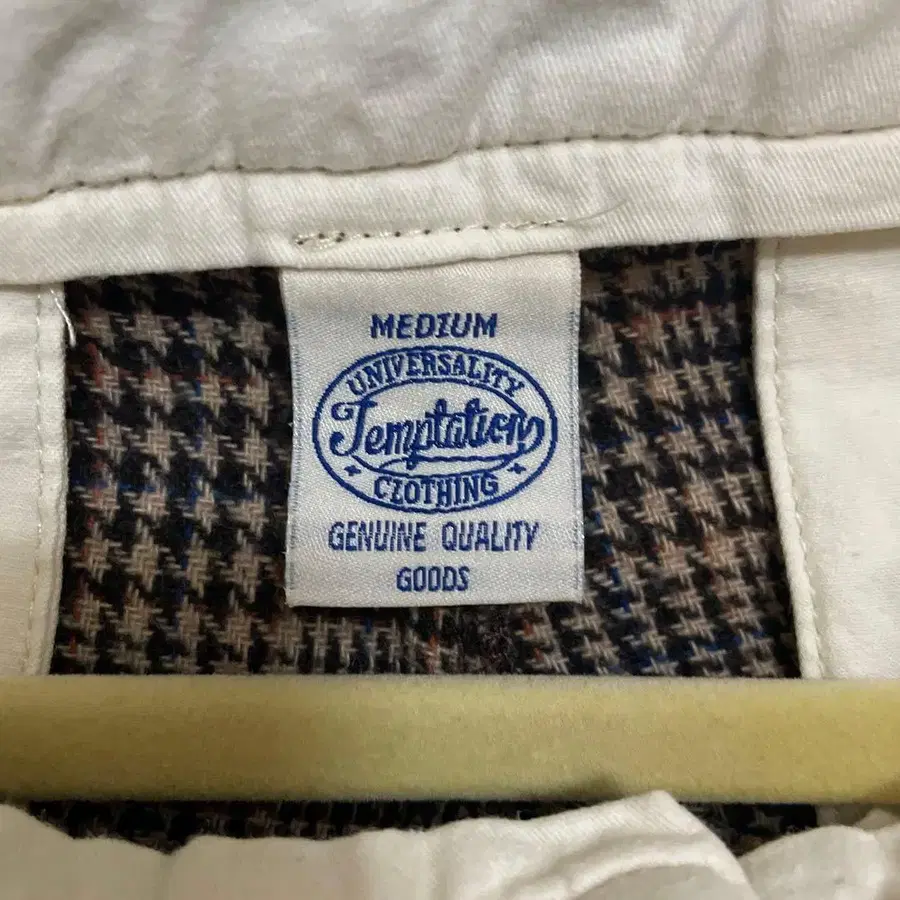 MEDIUM
UNIVERSALITY
Temptation
CLOTHING
GENUINE QUALITY
GOODS